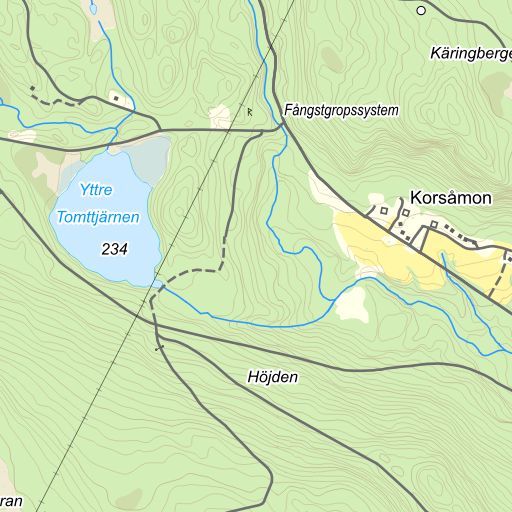 Käringberge
Fångstgropssystem
R
Yttre
Tomttjärnen
234
Korsåmon
Höjden
ran